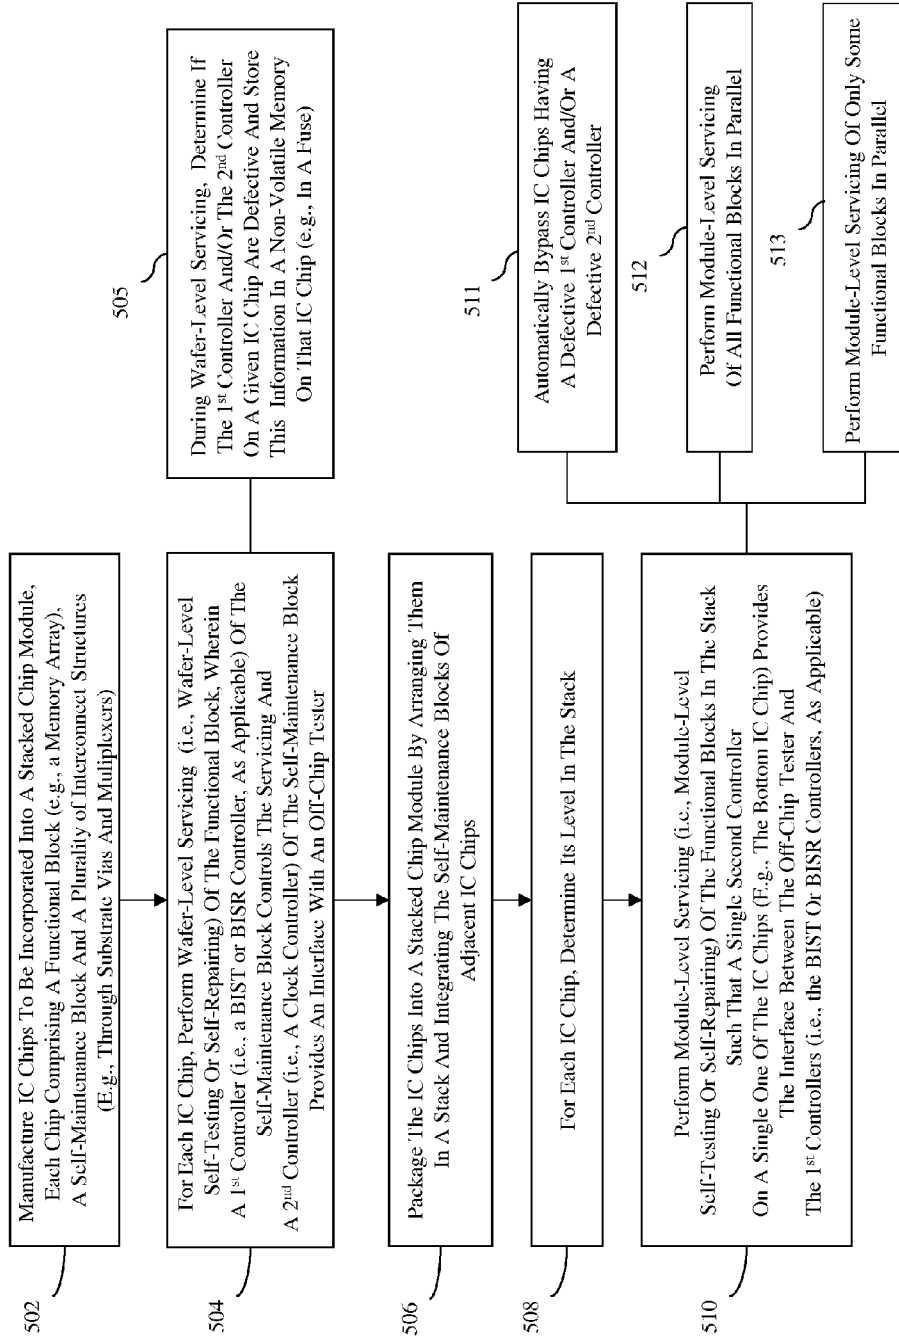 502
Manufacture IC Chips To Be Incorporated Into A Stacked Chip Module,
Each Chip Comprising A Functional Block (e.g., a Memory Array),
A Self-Maintenance Block And A Plurality of Interconnect Structures
(E.g., Through Substrate Vias And Muliplexers)
504
For Each IC Chip, Perform Wafer-Level Servicing (i.e., Wafer-Level
Self-Testing Or Self-Repairing) Of The Functional Block, Wherein
A 1st Controller (i.e., a BIST or BISR Controller, As Applicable) Of The
Self-Maintenance Block Controls The Servicing And
A 2nd Controller (i.e., A Clock Controller) Of The Self-Maintenance Block
Provides An Interface With An Off-Chip Tester
505
During Wafer-Level Servicing, Determine If
The 1st Controller And/Or The 2nd Controller
On A Given IC Chip Are Defective And Store
This Information In A Non-Volatile Memory
On That IC Chip (e.g., In A Fuse)
506
Package The IC Chips Into A Stacked Chip Module By Arranging Them
In A Stack And Integrating The Self-Maintenance Blocks Of
Adjacent IC Chips
508
For Each IC Chip, Determine Its Level In The Stack
510
Perform Module-Level Servicing (i.e., Module-Level
Self-Testing Or Self-Repairing) Of The Functional Blocks In The Stack
Such That A Single Second Controller
On A Single One Of The IC Chips (E.g., The Bottom IC Chip) Provides
The Interface Between The Off-Chip Tester And
The 1st Controllers (i.e., the BIST Or BISR Controllers, As Applicable)
511
Automatically Bypass IC Chips Having
A Defective 1st Controller And/Or A
Defective 2nd Controller
512
Perform Module-Level Servicing
Of All Functional Blocks In Parallel
513
Perform Module-Level Servicing Of Only Some
Functional Blocks In Parallel